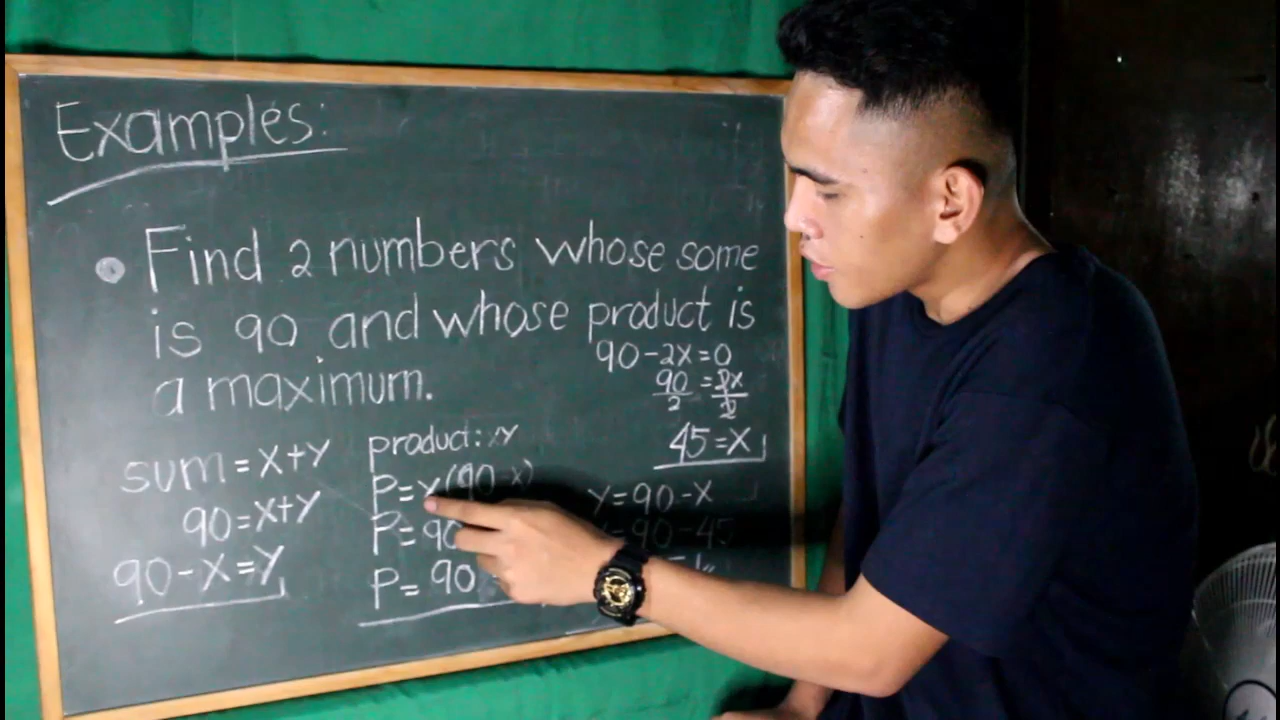 Examples:
Find 2 numbers whose some
is 90 and whose product is
a maximum.
sum = x+y
90=x+y
90-x=y
product: xy
P=x(90-x)
P=90
P= 90
90-2x=0
90/2 = 2x/2
45=x
y=90-x
=90-45